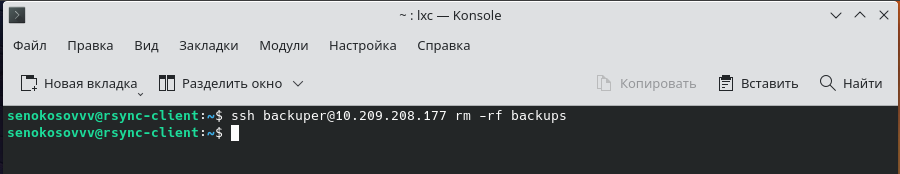 ~ : lxc — Konsole
Файл Правка Вид Закладки Модули Настройка Справка
Новая вкладка Разделить окно Копировать Вставить Найти
senokosovvv@rsync-client:~$ ssh backuper@10.209.208.177 rm -rf backups
senokosovvv@rsync-client:~$